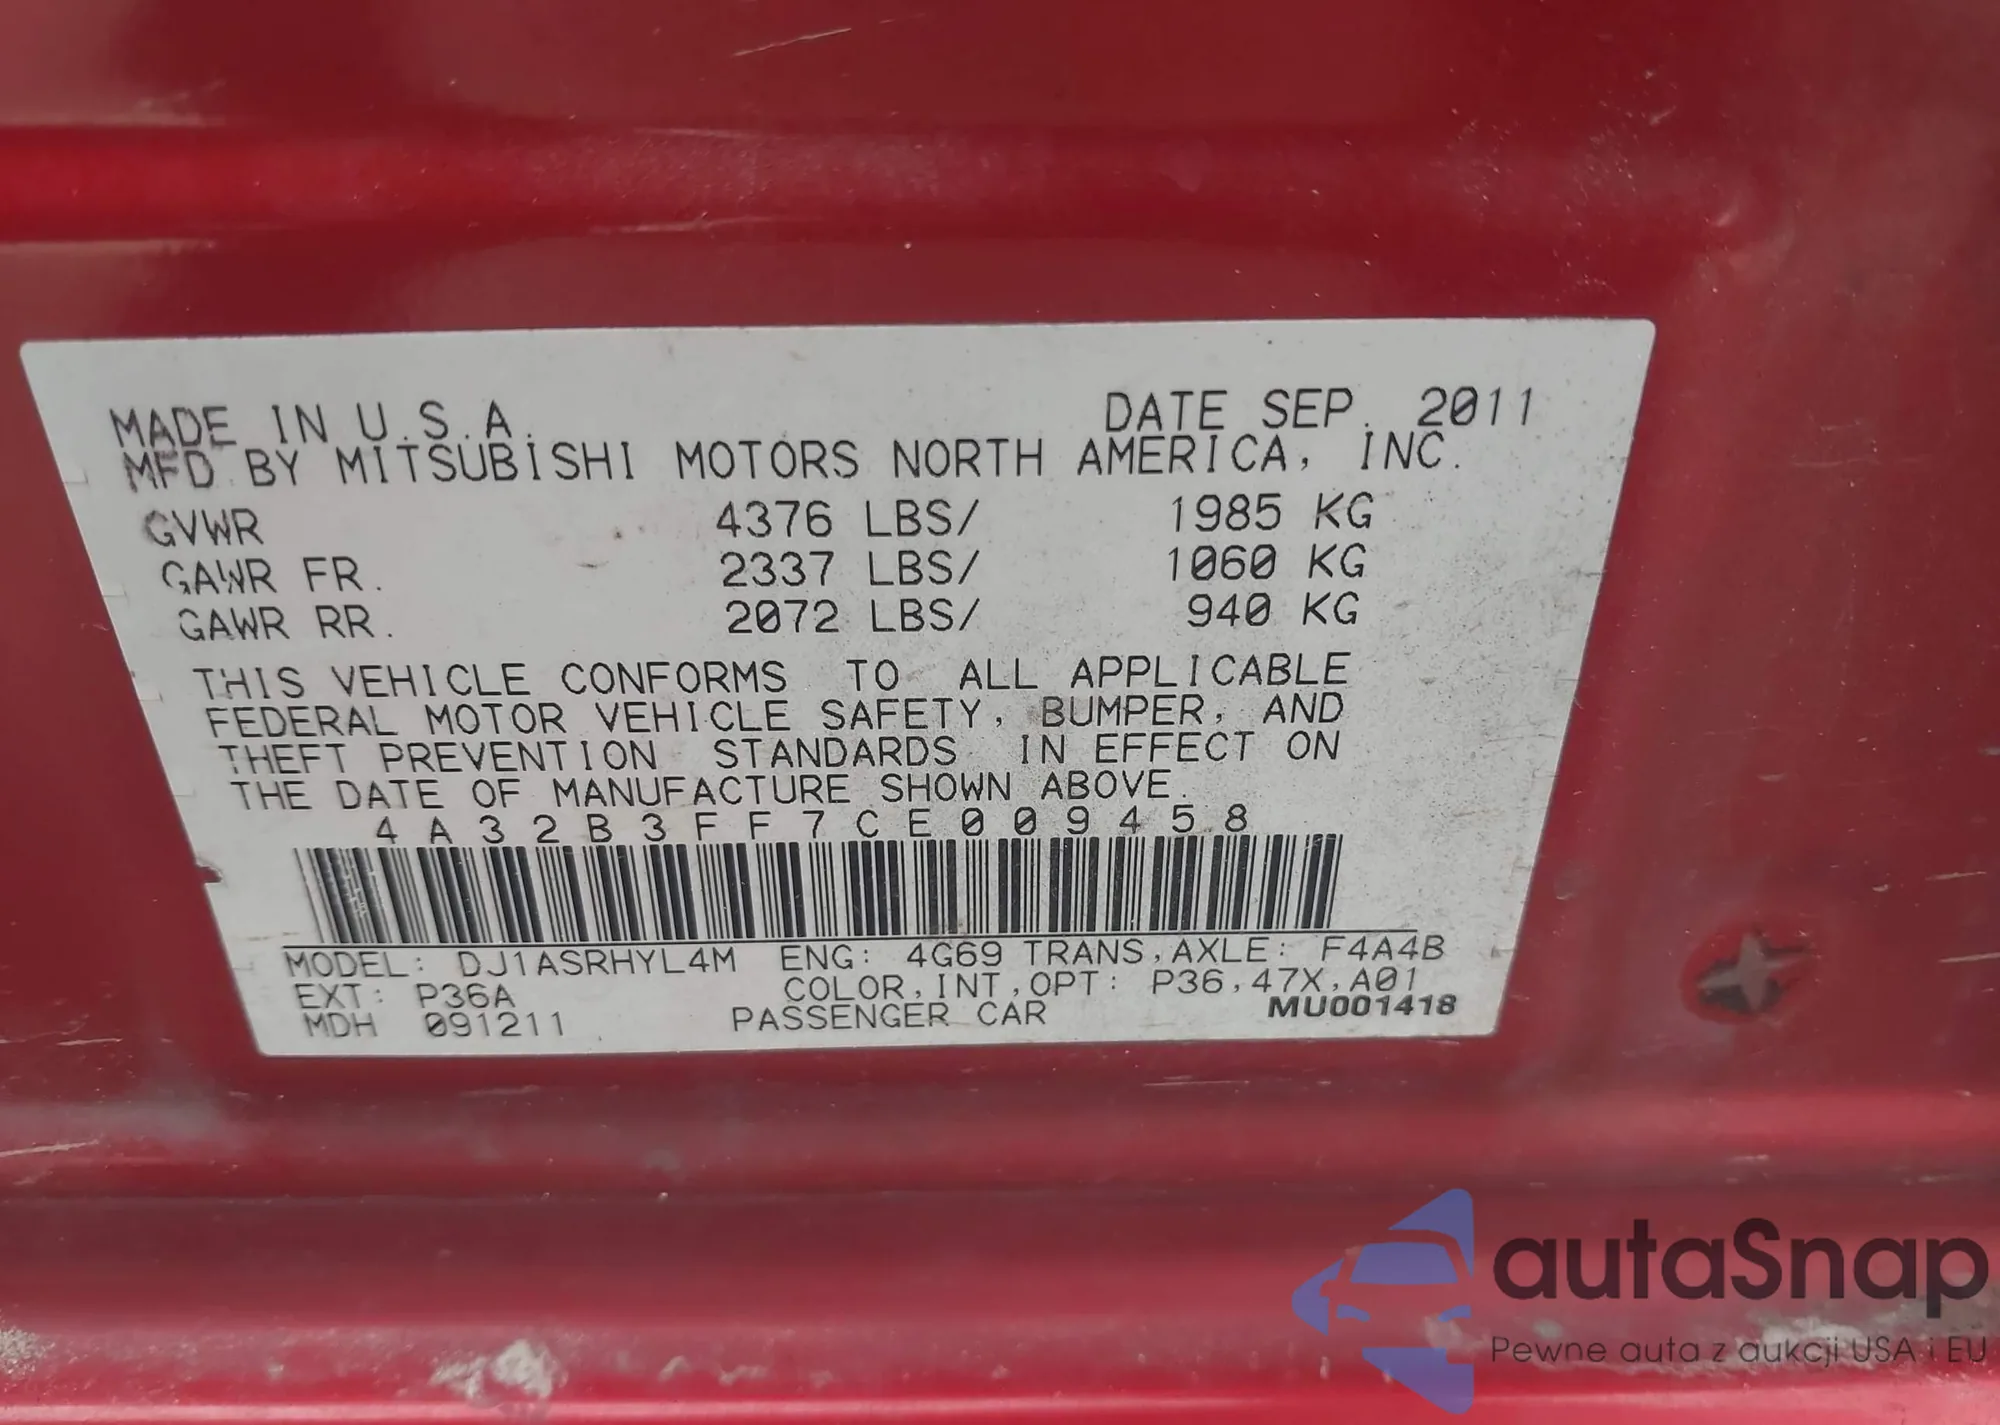 MADE IN U.S.A. DATE SEP. 2011
MFD BY MITSUBISHI MOTORS NORTH AMERICA, INC.
GVWR 4376 LBS/ 1985 KG
GAWR FR. 2337 LBS/ 1060 KG
GAWR RR. 2072 LBS/ 940 KG
THIS VEHICLE CONFORMS TO ALL APPLICABLE
FEDERAL MOTOR VEHICLE SAFETY, BUMPER, AND
THEFT PREVENTION STANDARDS IN EFFECT ON
THE DATE OF MANUFACTURE SHOWN ABOVE.
4A32B3FF7CE009458
MODEL: DJ1ASRHYL4M ENG: 4G69 TRANS,AXLE: F4A4B
EXT: P36A COLOR,INT,OPT: P36,47X,A01
MDH 091211 PASSENGER CAR MU001418
autaSnap
Pewne auta z aukcji USA i EU